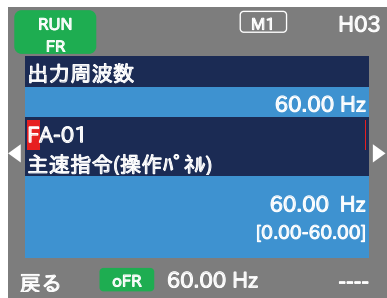 RUN M1 H03
FR
出力周波数
60.00 Hz
FA-01
主速指令(操作ﾊﾟﾈﾙ)
60.00 Hz
[0.00-60.00]
戻る oFR 60.00 Hz ----